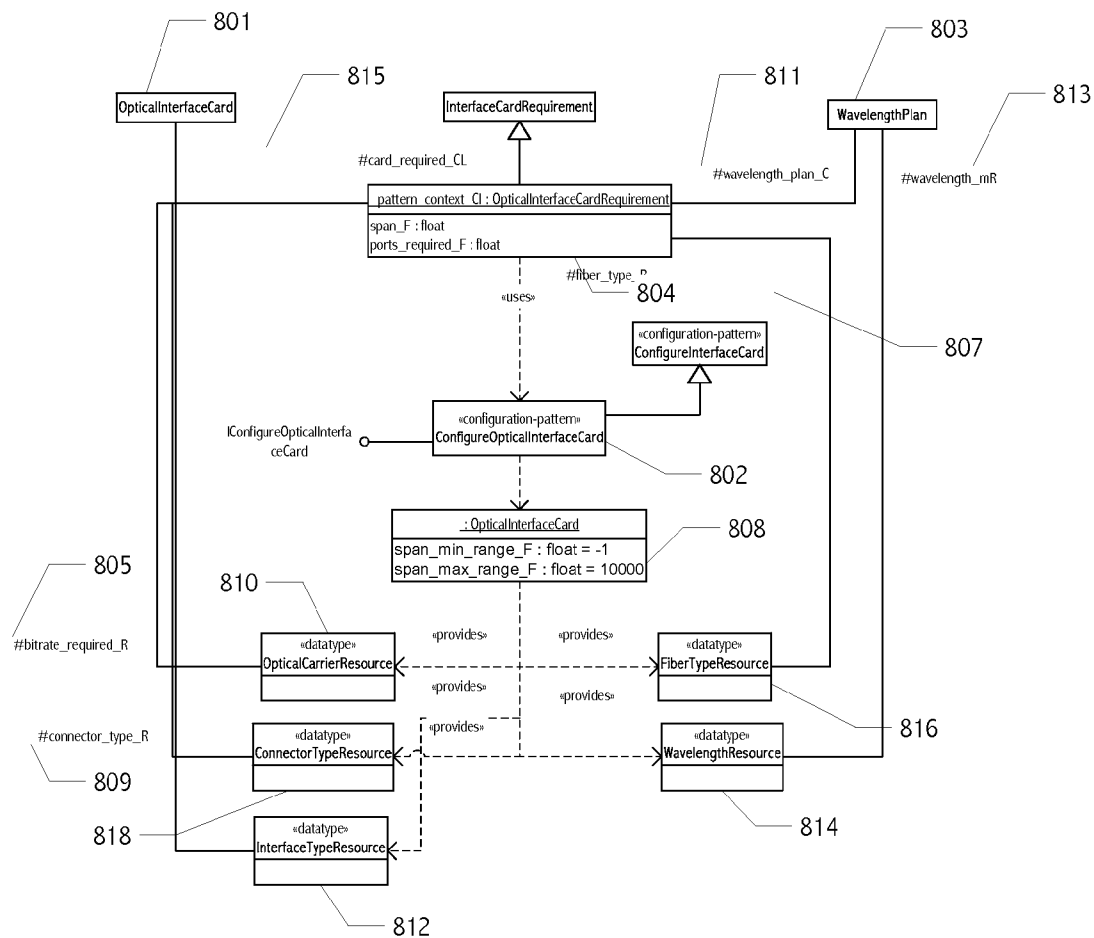 801
803
815
811
813
OpticalInterfaceCard
InterfaceCardRequirement
WavelengthPlan
#card_required_CL
#wavelength_plan_C
#wavelength_mR
pattern_context_CI : OpticalInterfaceCardRequirement
span_F : float
ports_required_F : float
#fiber_type_R
804
«uses»
«configuration-pattern»
ConfigureInterfaceCard
807
«configuration-pattern»
ConfigureOpticalInterfaceCard
IConfigureOpticalInterfa
ceCard
802
: OpticalInterfaceCard
808
span_min_range_F : float = -1
span_max_range_F : float = 10000
805
810
#bitrate_required_R
«datatype»
OpticalCarrierResource
«provides»
«provides»
«datatype»
FiberTypeResource
«provides»
«provides»
816
#connector_type_R
«datatype»
ConnectorTypeResource
«provides»
«datatype»
WavelengthResource
809
818
814
«datatype»
InterfaceTypeResource
812